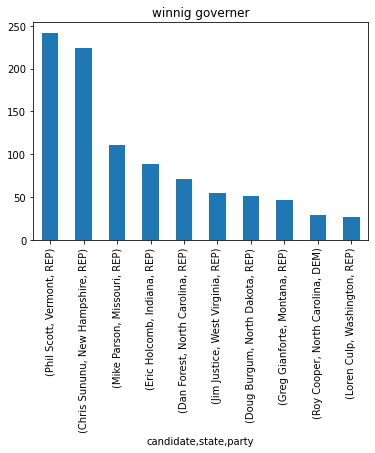 winnig governer
250
200
150
100
50
0
(Phil Scott, Vermont, REP)
(Chris Sununu, New Hampshire, REP)
(Mike Parson, Missouri, REP)
(Eric Holcomb, Indiana, REP)
(Dan Forest, North Carolina, REP)
(Jim Justice, West Virginia, REP)
(Doug Burgum, North Dakota, REP)
(Greg Gianforte, Montana, REP)
(Roy Cooper, North Carolina, DEM)
(Loren Culp, Washington, REP)
candidate,state,party